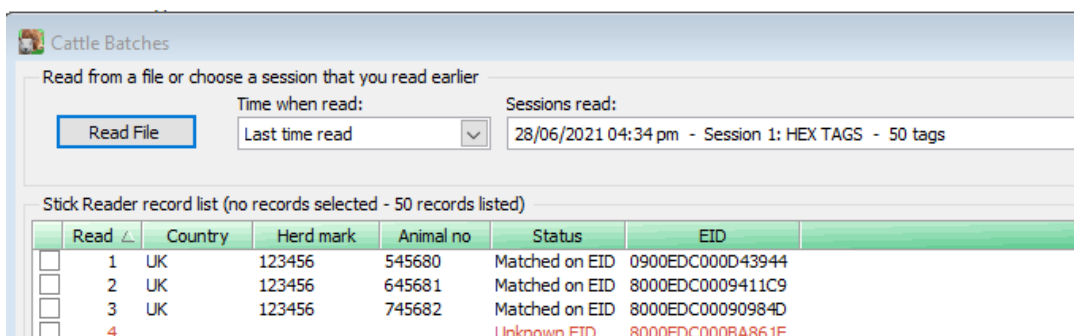 Cattle Batches
Read from a file or choose a session that you read earlier
Time when read: Sessions read:
Read File Last time read 28/06/2021 04:34 pm - Session 1: HEX TAGS - 50 tags
Stick Reader record list (no records selected - 50 records listed)
Read Country Herd mark Animal no Status EID
1 UK 123456 545680 Matched on EID 0900EDC000D43944
2 UK 123456 645681 Matched on EID 8000EDC0009411C9
3 UK 123456 745682 Matched on EID 8000EDC00090984D
4 Unknown EID 8000EDC000BA861E